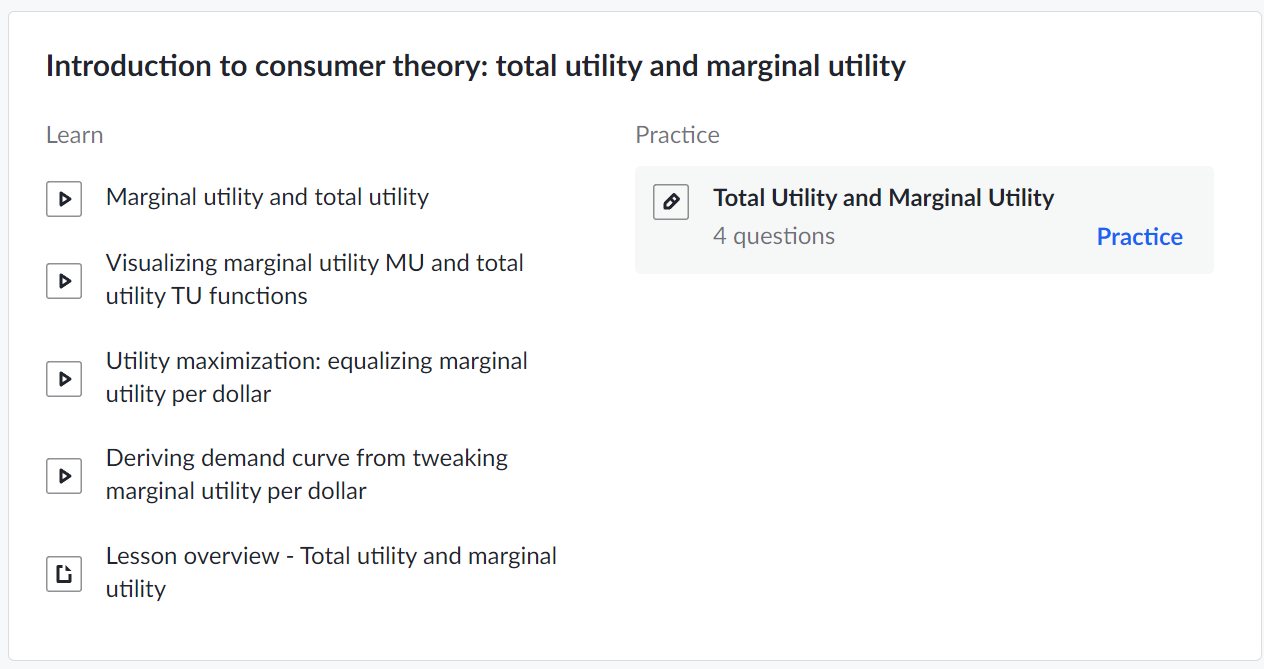 Introduction to consumer theory: total utility and marginal utility
Learn
Marginal utility and total utility
Visualizing marginal utility MU and total
utility TU functions
Utility maximization: equalizing marginal
utility per dollar
Deriving demand curve from tweaking
marginal utility per dollar
Lesson overview - Total utility and marginal
utility
Practice
Total Utility and Marginal Utility
4 questions
Practice